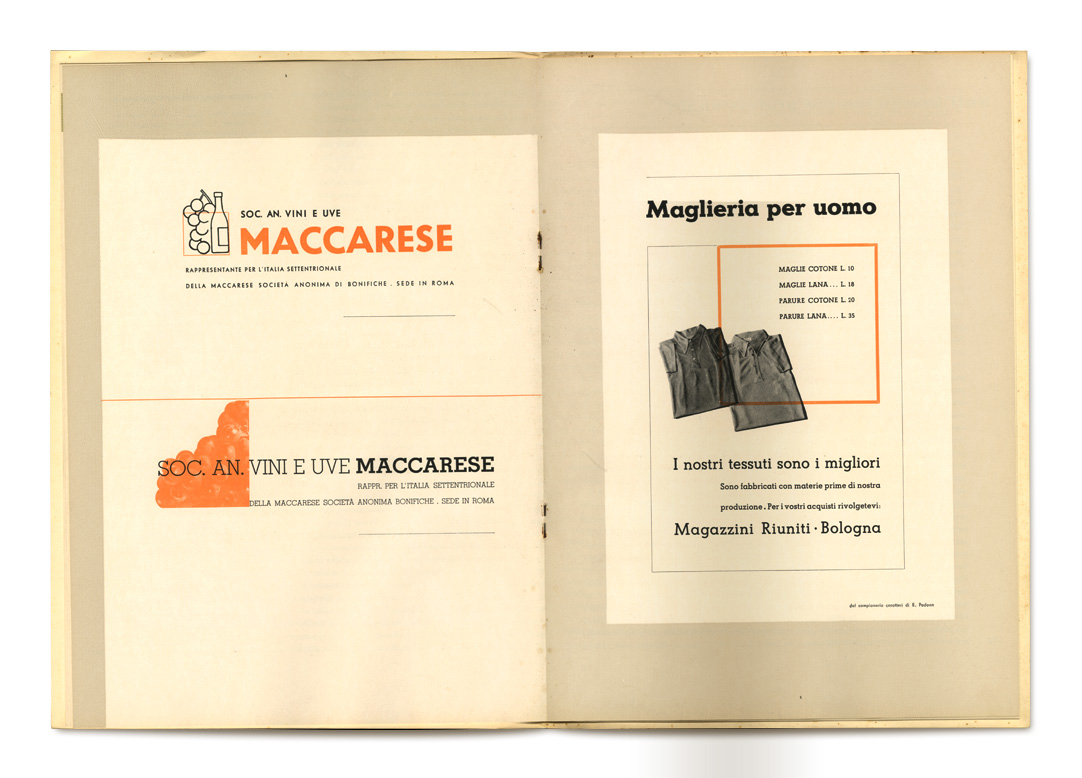 SOC. AN. VINI E UVE
MACCARESE
RAPPRESENTANTE PER L'ITALIA SETTENTRIONALE
DELLA MACCARESE SOCIETÀ ANONIMA DI BONIFICHE . SEDE IN ROMA
SOC. AN. VINI E UVE MACCARESE
RAPPR. PER L'ITALIA SETTENTRIONALE
DELLA MACCARESE SOCIETÀ ANONIMA BONIFICHE . SEDE IN ROMA
Maglieria per uomo
MAGLIE COTONE L. 10
MAGLIE LANA... L. 18
PARURE COTONE L. 20
PARURE LANA.... L. 35
I nostri tessuti sono i migliori
Sono fabbricati con materie prime di nostra
produzione. Per i vostri acquisti rivolgetevi:
Magazzini Riuniti · Bologna
dal campionario caratteri di E. Padoan